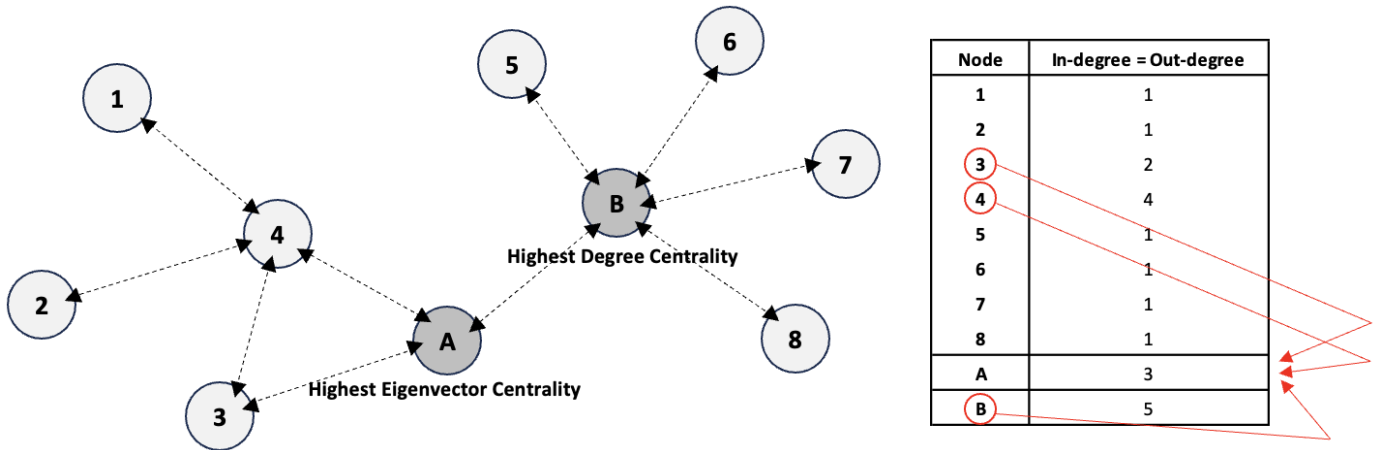 6
5
1
7
B
4
Highest Degree Centrality
2
A
8
Highest Eigenvector Centrality
3
Node In-degree = Out-degree
1 1
2 1
3 2
4 4
5 1
6 1
7 1
8 1
A 3
B 5